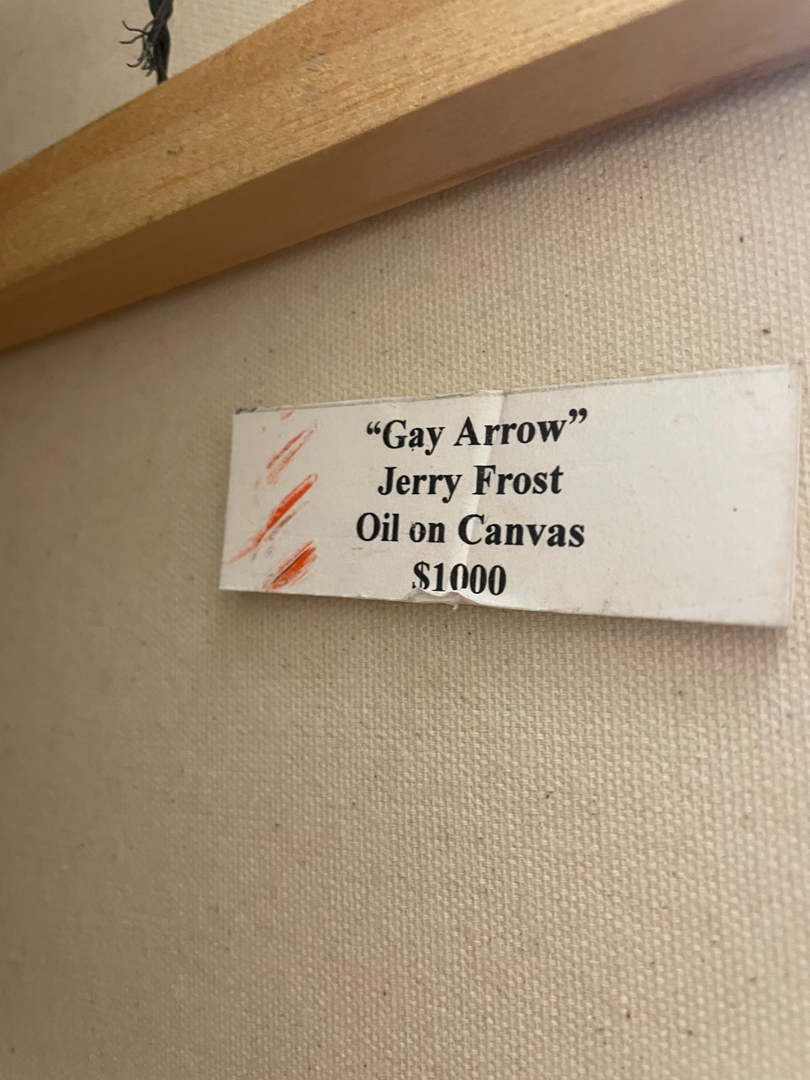 “Gay Arrow”
Jerry Frost
Oil on Canvas
$1000